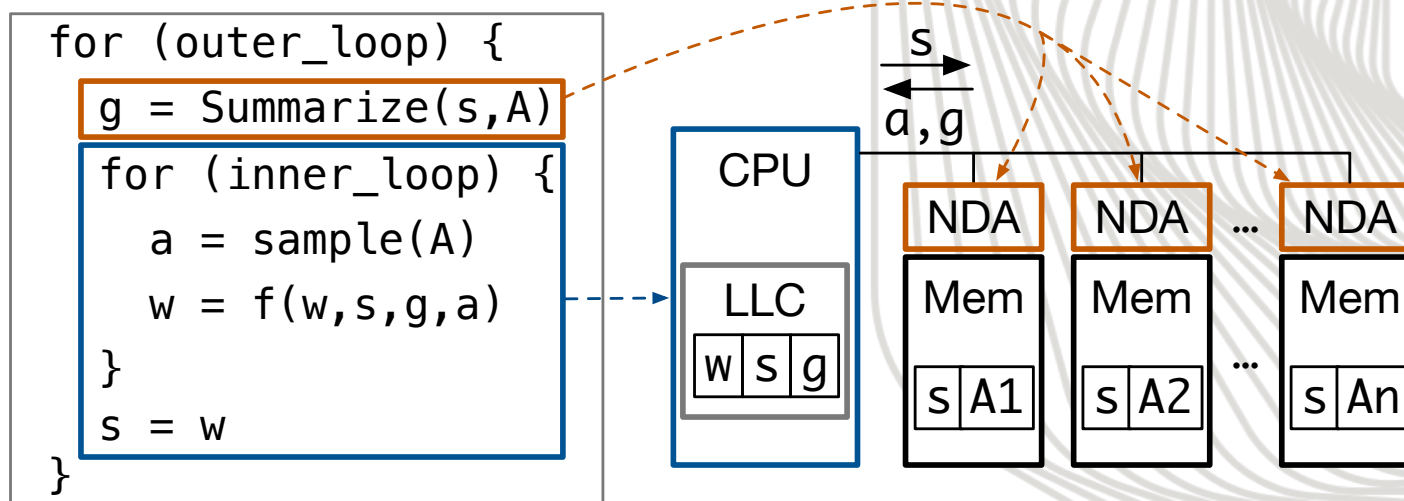 for (outer_loop) {
g = Summarize(s,A)
for (inner_loop) {
a = sample(A)
w = f(w,s,g,a)
}
s = w
}
s
a,g
CPU
LLC
w s g
NDA NDA ... NDA
Mem Mem Mem
...
s A1 s A2 s An